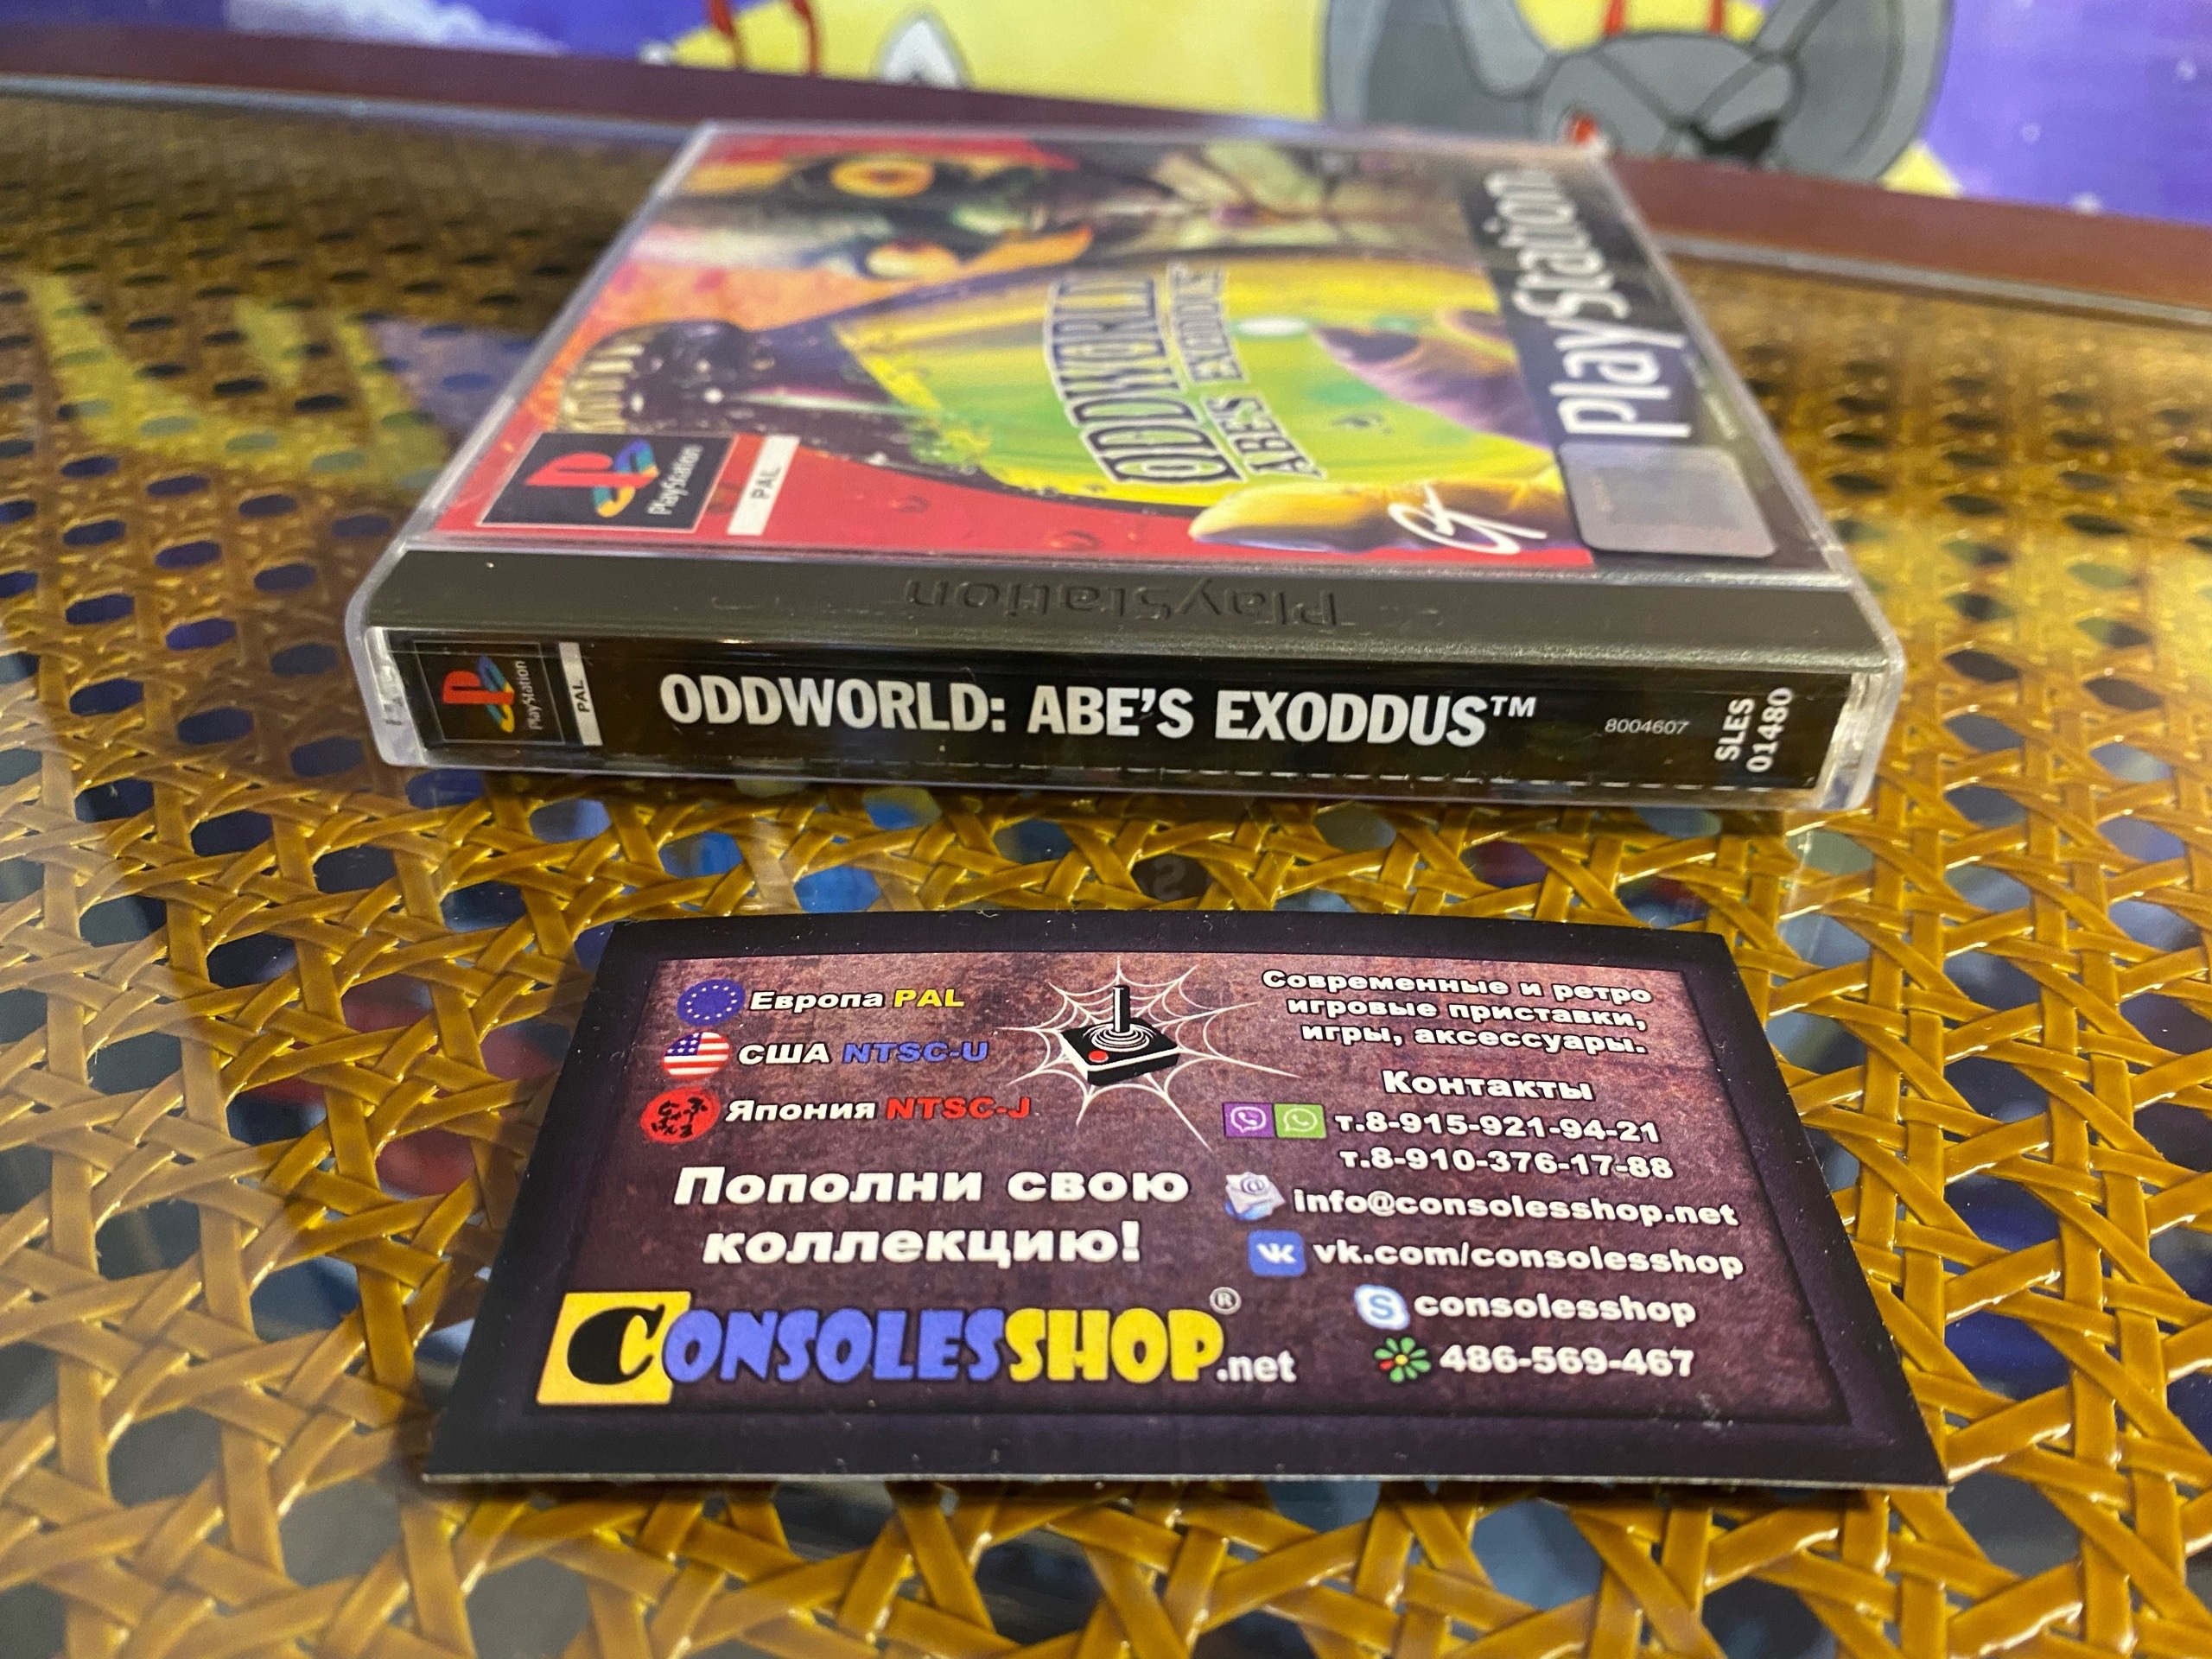 PlayStation
ODDWORLD
ABE'S EXODDUS
PlayStation
PAL
GT
PlayStation
PlayStation
PAL
ODDWORLD: ABE'S EXODDUS™
8004607
SLES
01480
Европа PAL
США NTSC-U
Япония NTSC-J
Пополни свою
коллекцию!
CONSOLESSHOP®.net
Современные и ретро
игровые приставки,
игры, аксессуары.
Контакты
т.8-915-921-94-21
т.8-910-376-17-88
info@consolesshop.net
vk.com/consolesshop
consolesshop
486-569-467